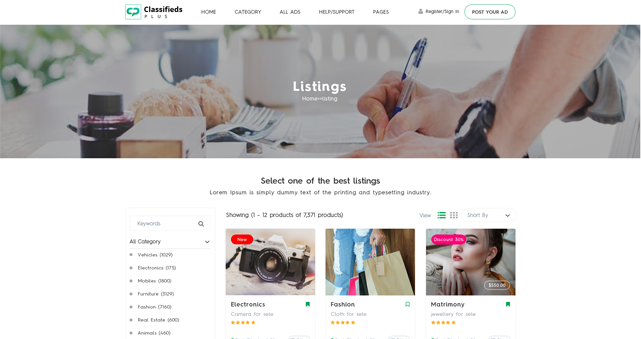 Classifieds
PLUS
HOME CATEGORY ALL ADS HELP/SUPPORT PAGES Register/Sign in POST YOUR AD
Listings
Home»listing
Select one of the best listings
Lorem Ipsum is simply dummy text of the printing and typesetting industry.
Keywords
Showing (1 - 12 products of 7,371 products)
View
Short By
All Category
Vehicles (1029)
Electronics (173)
Mobiles (1800)
Furniture (3129)
Fashion (7160)
Real Estate (600)
Animals (460)
New
Electronics
Camera for sale
Fashion
Cloth for sale
Discount 30%
$550.00
Matrimony
jewellery for sale